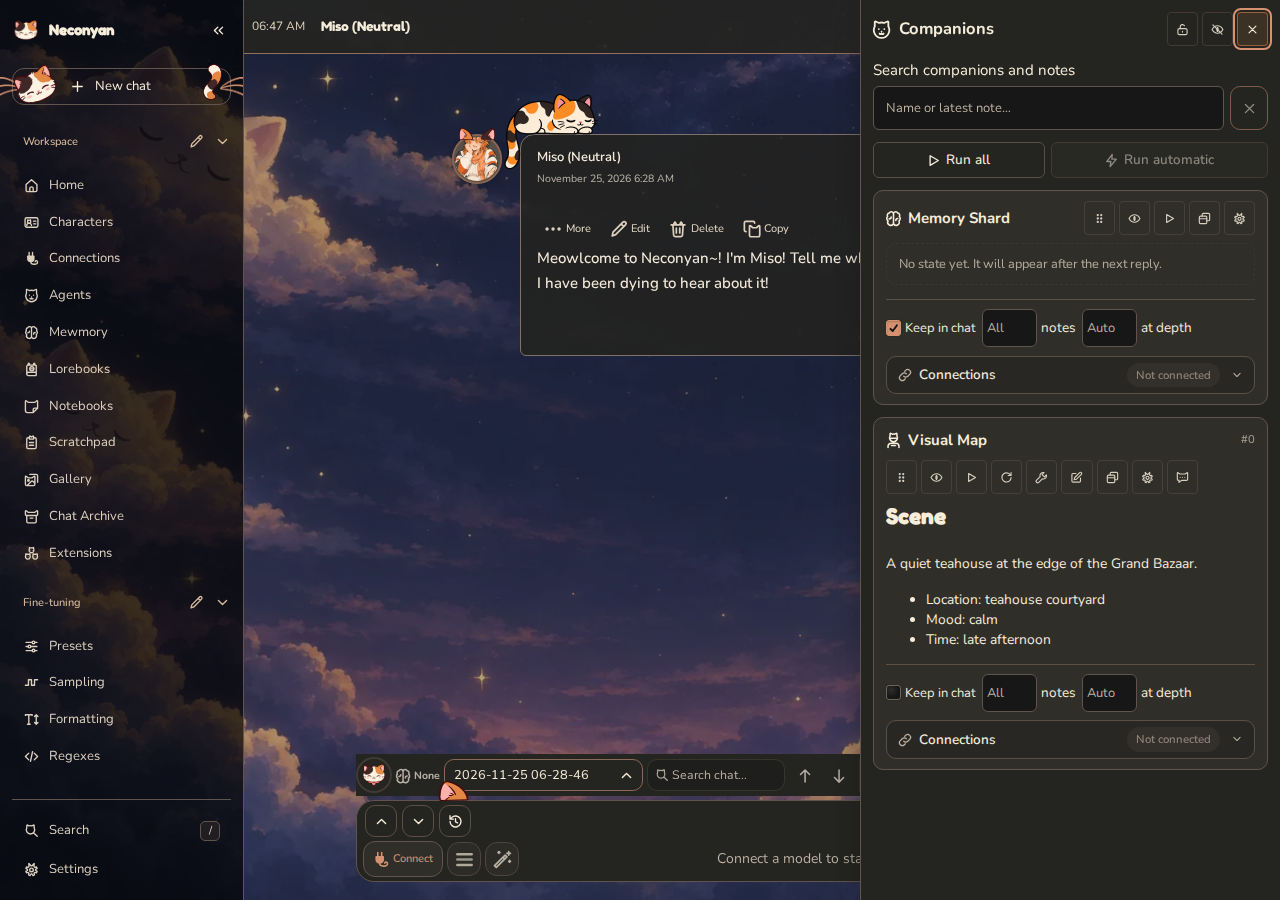 Neconyan
New chat
Workspace
Home
Characters
Connections
Agents
Mewmory
Lorebooks
Notebooks
Scratchpad
Gallery
Chat Archive
Extensions
Fine-tuning
Presets
Sampling
Formatting
Regexes
Search /
Settings
06:47 AM Miso (Neutral)
Miso (Neutral)
November 25, 2026 6:28 AM
More Edit Delete Copy
Meowlcome to Neconyan~! I'm Miso! Tell me
I have been dying to hear about it!
None 2026-11-25 06-28-46 Search chat...
Connect Connect a model to
Companions
Search companions and notes
Name or latest note...
Run all Run automatic
Memory Shard
No state yet. It will appear after the next reply.
Keep in chat All notes Auto at depth
Connections Not connected
Visual Map #0
Scene
A quiet teahouse at the edge of the Grand Bazaar.
• Location: teahouse courtyard
• Mood: calm
• Time: late afternoon
Keep in chat All notes Auto at depth
Connections Not connected